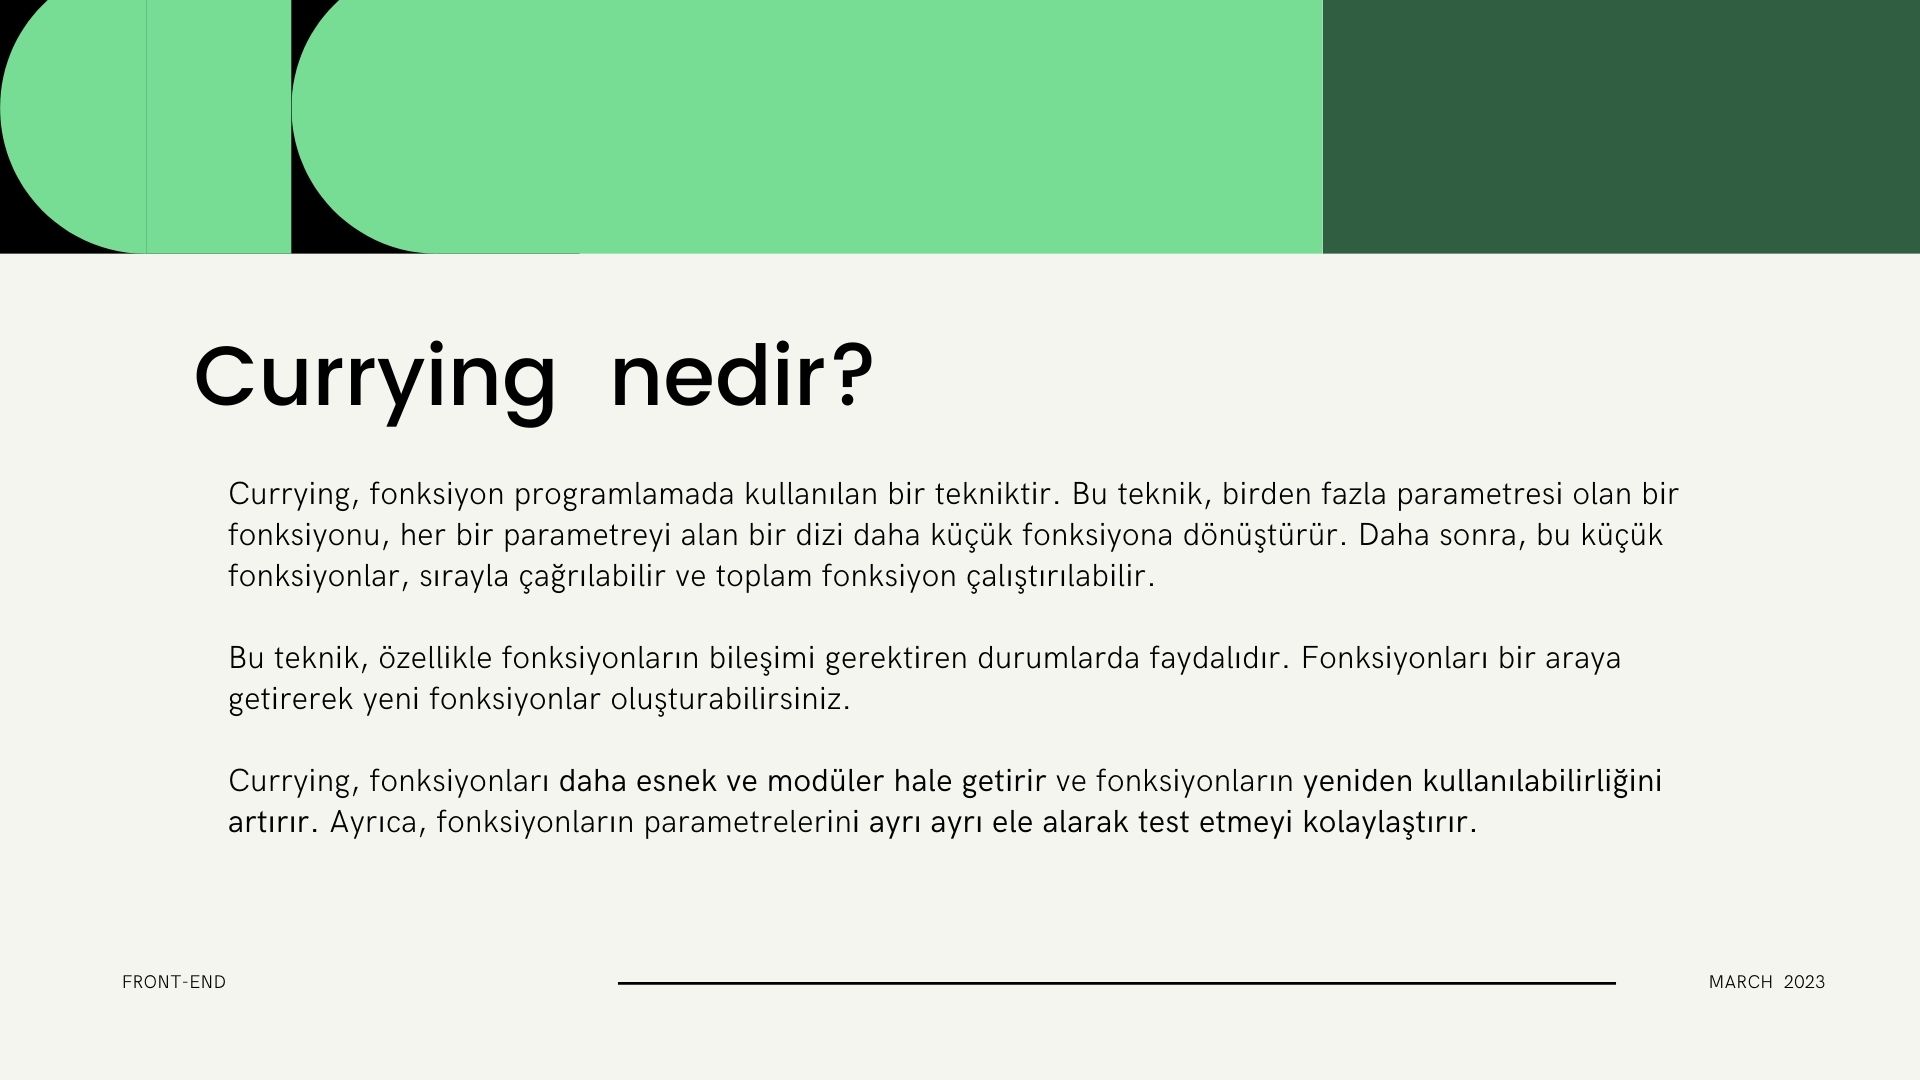 Currying nedir?
Currying, fonksiyon programlamada kullanılan bir tekniktir. Bu teknik, birden fazla parametresi olan bir
fonksiyonu, her bir parametreyi alan bir dizi daha küçük fonksiyona dönüştürür. Daha sonra, bu küçük
fonksiyonlar, sırayla çağrılabilir ve toplam fonksiyon çalıştırılabilir.
Bu teknik, özellikle fonksiyonların bileşimi gerektiren durumlarda faydalıdır. Fonksiyonları bir araya
getirerek yeni fonksiyonlar oluşturabilirsiniz.
Currying, fonksiyonları daha esnek ve modüler hale getirir ve fonksiyonların yeniden kullanılabilirliğini
artırır. Ayrıca, fonksiyonların parametrelerini ayrı ayrı ele alarak test etmeyi kolaylaştırır.
FRONT-END
MARCH 2023